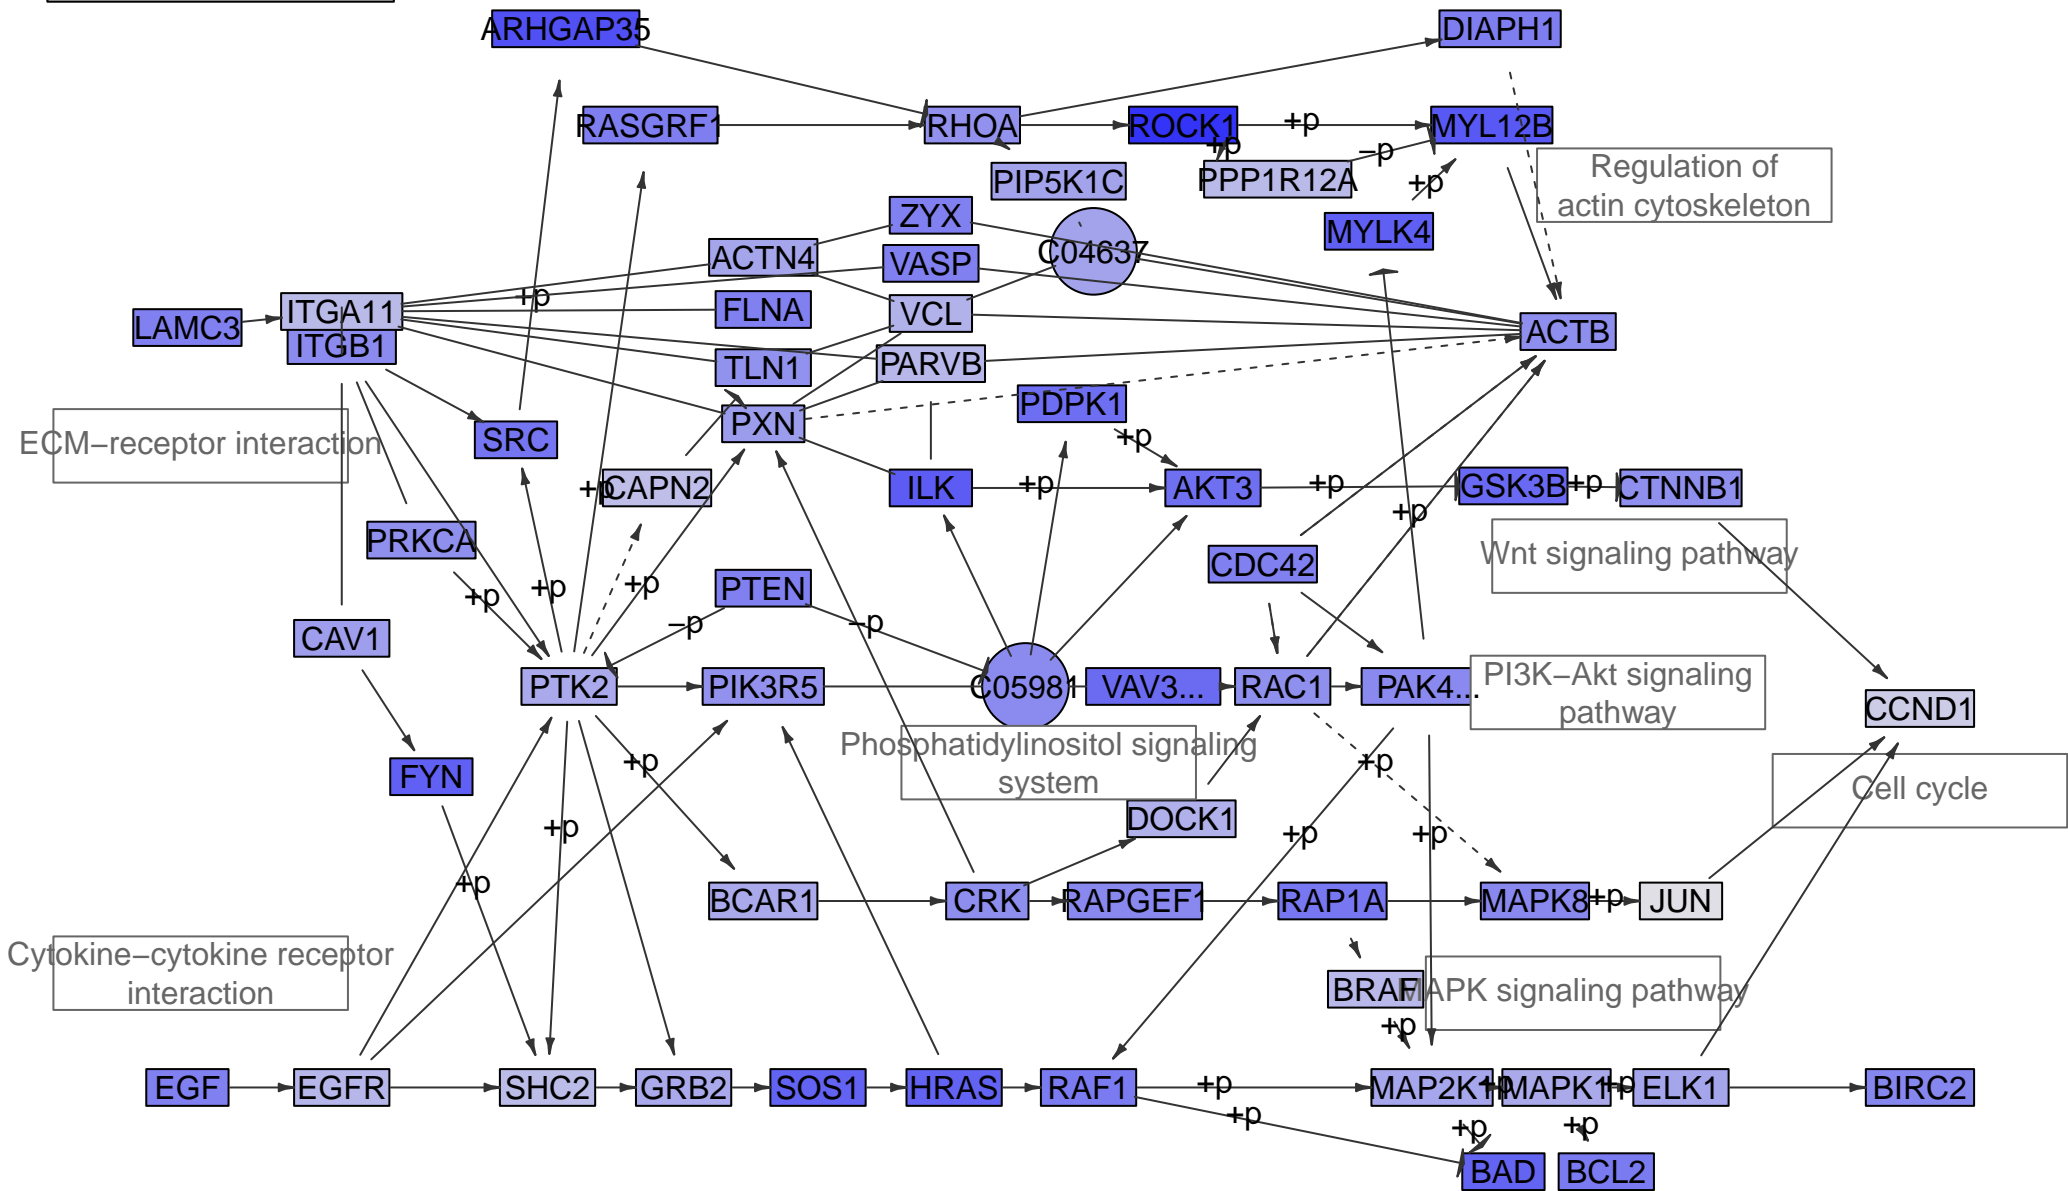 ARHGAP35
DIAPH1
RASGRF1
RHOA
ROCK1
+p
MYL12B
+p
−p
PIP5K1C
PPP1R12A
+p
Regulation of
actin cytoskeleton
ZYX
MYLK4
ACTN4
VASP
C04637
+p
ITGA11
FLNA
VCL
LAMC3
ITGB1
ACTB
TLN1
PARVB
PDPK1
PXN
+p
ECM−receptor interaction
SRC
+p
CAPN2
ILK
+p
AKT3
+p
GSK3B
+p
CTNNB1
+p
PRKCA
Wnt signaling pathway
CDC42
+p
+p
+p
PTEN
−p
−p
CAV1
PTK2
PIK3R5
C05981
VAV3...
RAC1
PAK4...
PI3K−Akt signaling
pathway
CCND1
Phosphatidylinositol signaling
system
+p
+p
FYN
Cell cycle
DOCK1
+p
+p
+p
+p
BCAR1
CRK
RAPGEF1
RAP1A
MAPK8
+p
JUN
Cytokine−cytokine receptor
interaction
BRAF
MAPK signaling pathway
+p
EGF
EGFR
SHC2
GRB2
SOS1
HRAS
RAF1
+p
MAP2K1
+p
MAPK1
+p
ELK1
BIRC2
+p
+p
+p
BAD
BCL2